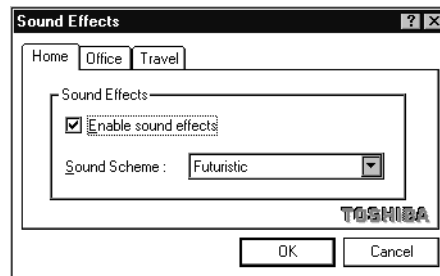 Sound Effects
Home Office Travel
Sound Effects
Enable sound effects
Sound Scheme : Futuristic
TOSHIBA
OK Cancel